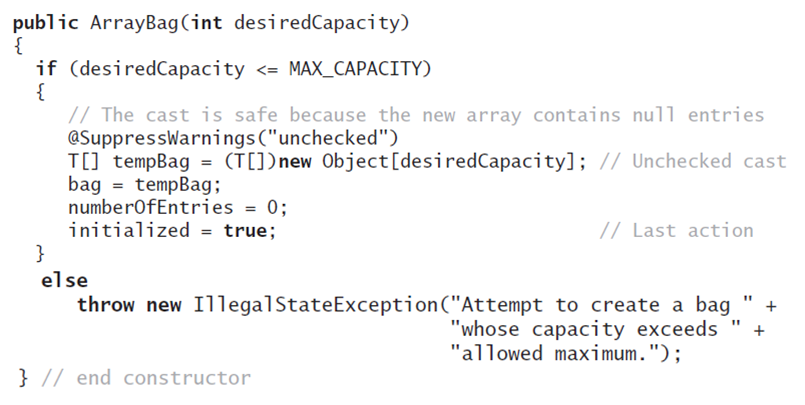 public ArrayBag(int desiredCapacity)
{
if (desiredCapacity <= MAX_CAPACITY)
{
// The cast is safe because the new array contains null entries
@SuppressWarnings("unchecked")
T[] tempBag = (T[])new Object[desiredCapacity]; // Unchecked cast
bag = tempBag;
numberOfEntries = 0;
initialized = true; // Last action
}
else
throw new IllegalStateException("Attempt to create a bag " +
"whose capacity exceeds " +
"allowed maximum.");
} // end constructor